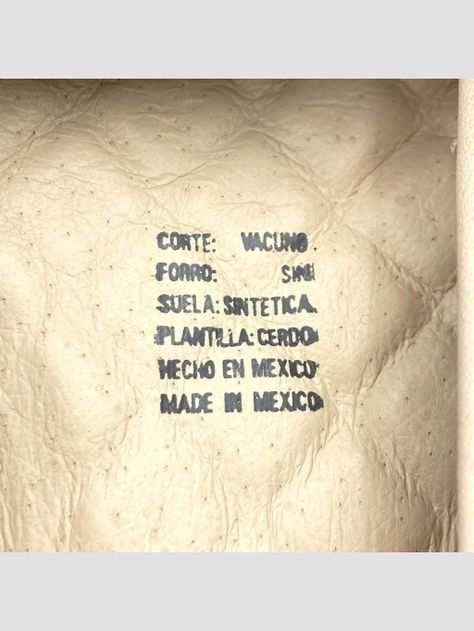 CORTE: VACUNO.
FORRO: SIN
SUELA: SINTETICA.
PLANTILLA: CERDO
HECHO EN MEXICO
MADE IN MEXICO